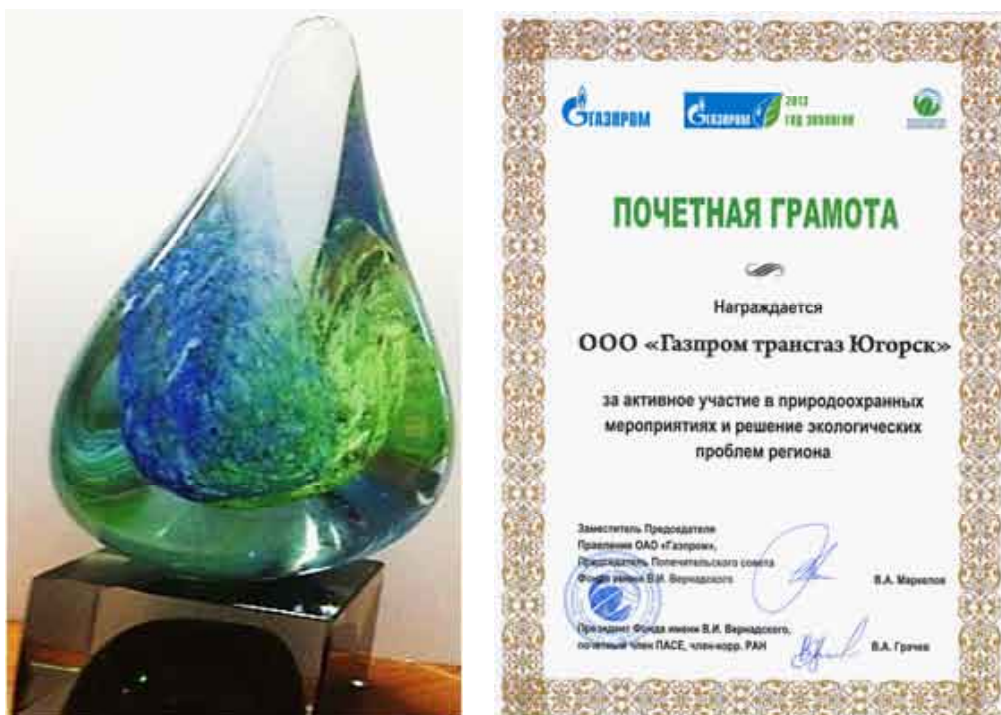 ГАЗПРОМ
ГАЗПРОМ
2013
ГОД ЭКОЛОГИИ
ПОЧЕТНАЯ ГРАМОТА
Награждается
ООО «Газпром трансгаз Югорск»
за активное участие в природоохранных
мероприятиях и решение экологических
проблем региона
Заместитель Председателя
Правления ОАО «Газпром»,
Председатель Попечительского совета
Фонда имени В.И. Вернадского
В.А. Маркелов
Президент Фонда имени В.И. Вернадского,
почетный член ПАСЕ, член-корр. РАН
В.А. Грачев